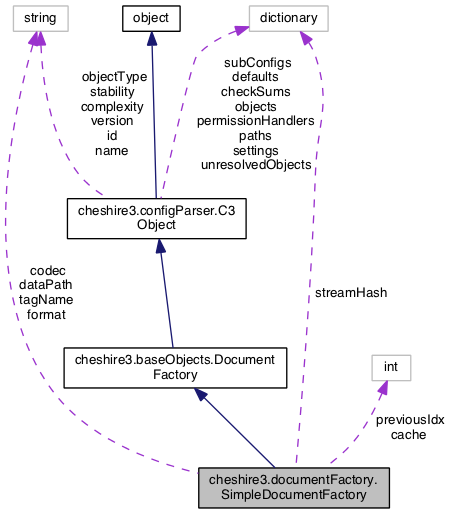 string
object
dictionary
objectType
stability
complexity
version
id
name
subConfigs
defaults
checkSums
objects
permissionHandlers
paths
settings
unresolvedObjects
cheshire3.configParser.C3
Object
codec
dataPath
tagName
format
streamHash
cheshire3.baseObjects.Document
Factory
int
previousIdx
cache
cheshire3.documentFactory.
SimpleDocumentFactory